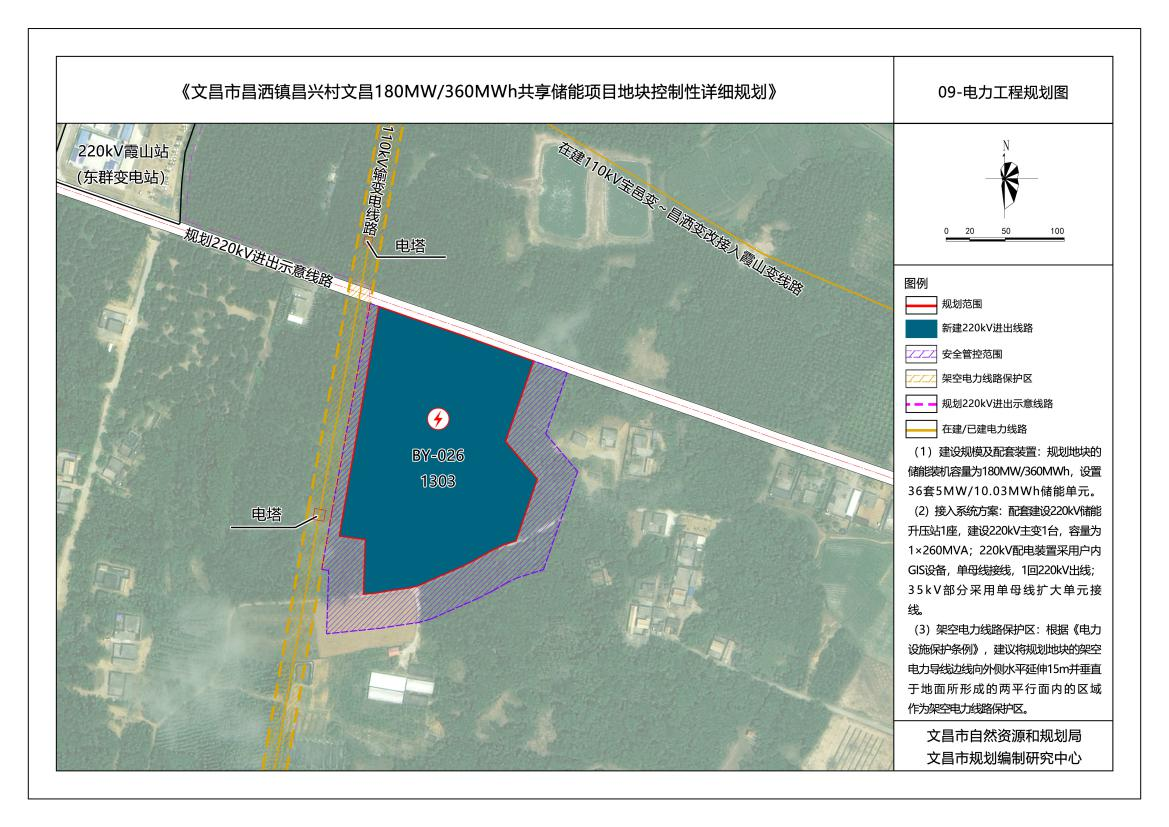 《文昌市昌洒镇昌兴村文昌180MW/360MWh共享储能项目地块控制性详细规划》
09-电力工程规划图
220kV霞山站
（东群变电站）
110kV输变电线路
电塔
规划220kV进出示意线路
在建110kV宝邑变～昌洒变改接入霞山变线路
BY-026
1303
电塔
N
0 20 50 100
图例
规划范围
新建220kV进出线路
安全管控范围
架空电力线路保护区
规划220kV进出示意线路
在建/已建电力线路
（1）建设规模及配套装置：规划地块的
储能装机容量为180MW/360MWh，设置
36套5MW/10.03MWh储能单元。
（2）接入系统方案：配套建设220kV储能
升压站1座，建设220kV主变1台，容量为
1×260MVA；220kV配电装置采用户内
GIS设备，单母线接线，1回220kV出线；
35kV部分采用单母线扩大单元接
线。
（3）架空电力线路保护区：根据《电力
设施保护条例》，建议将规划地块的架空
电力导线边线向外侧水平延伸15m并垂直
于地面所形成的两平行面内的区域
作为架空电力线路保护区。
文昌市自然资源和规划局
文昌市规划编制研究中心